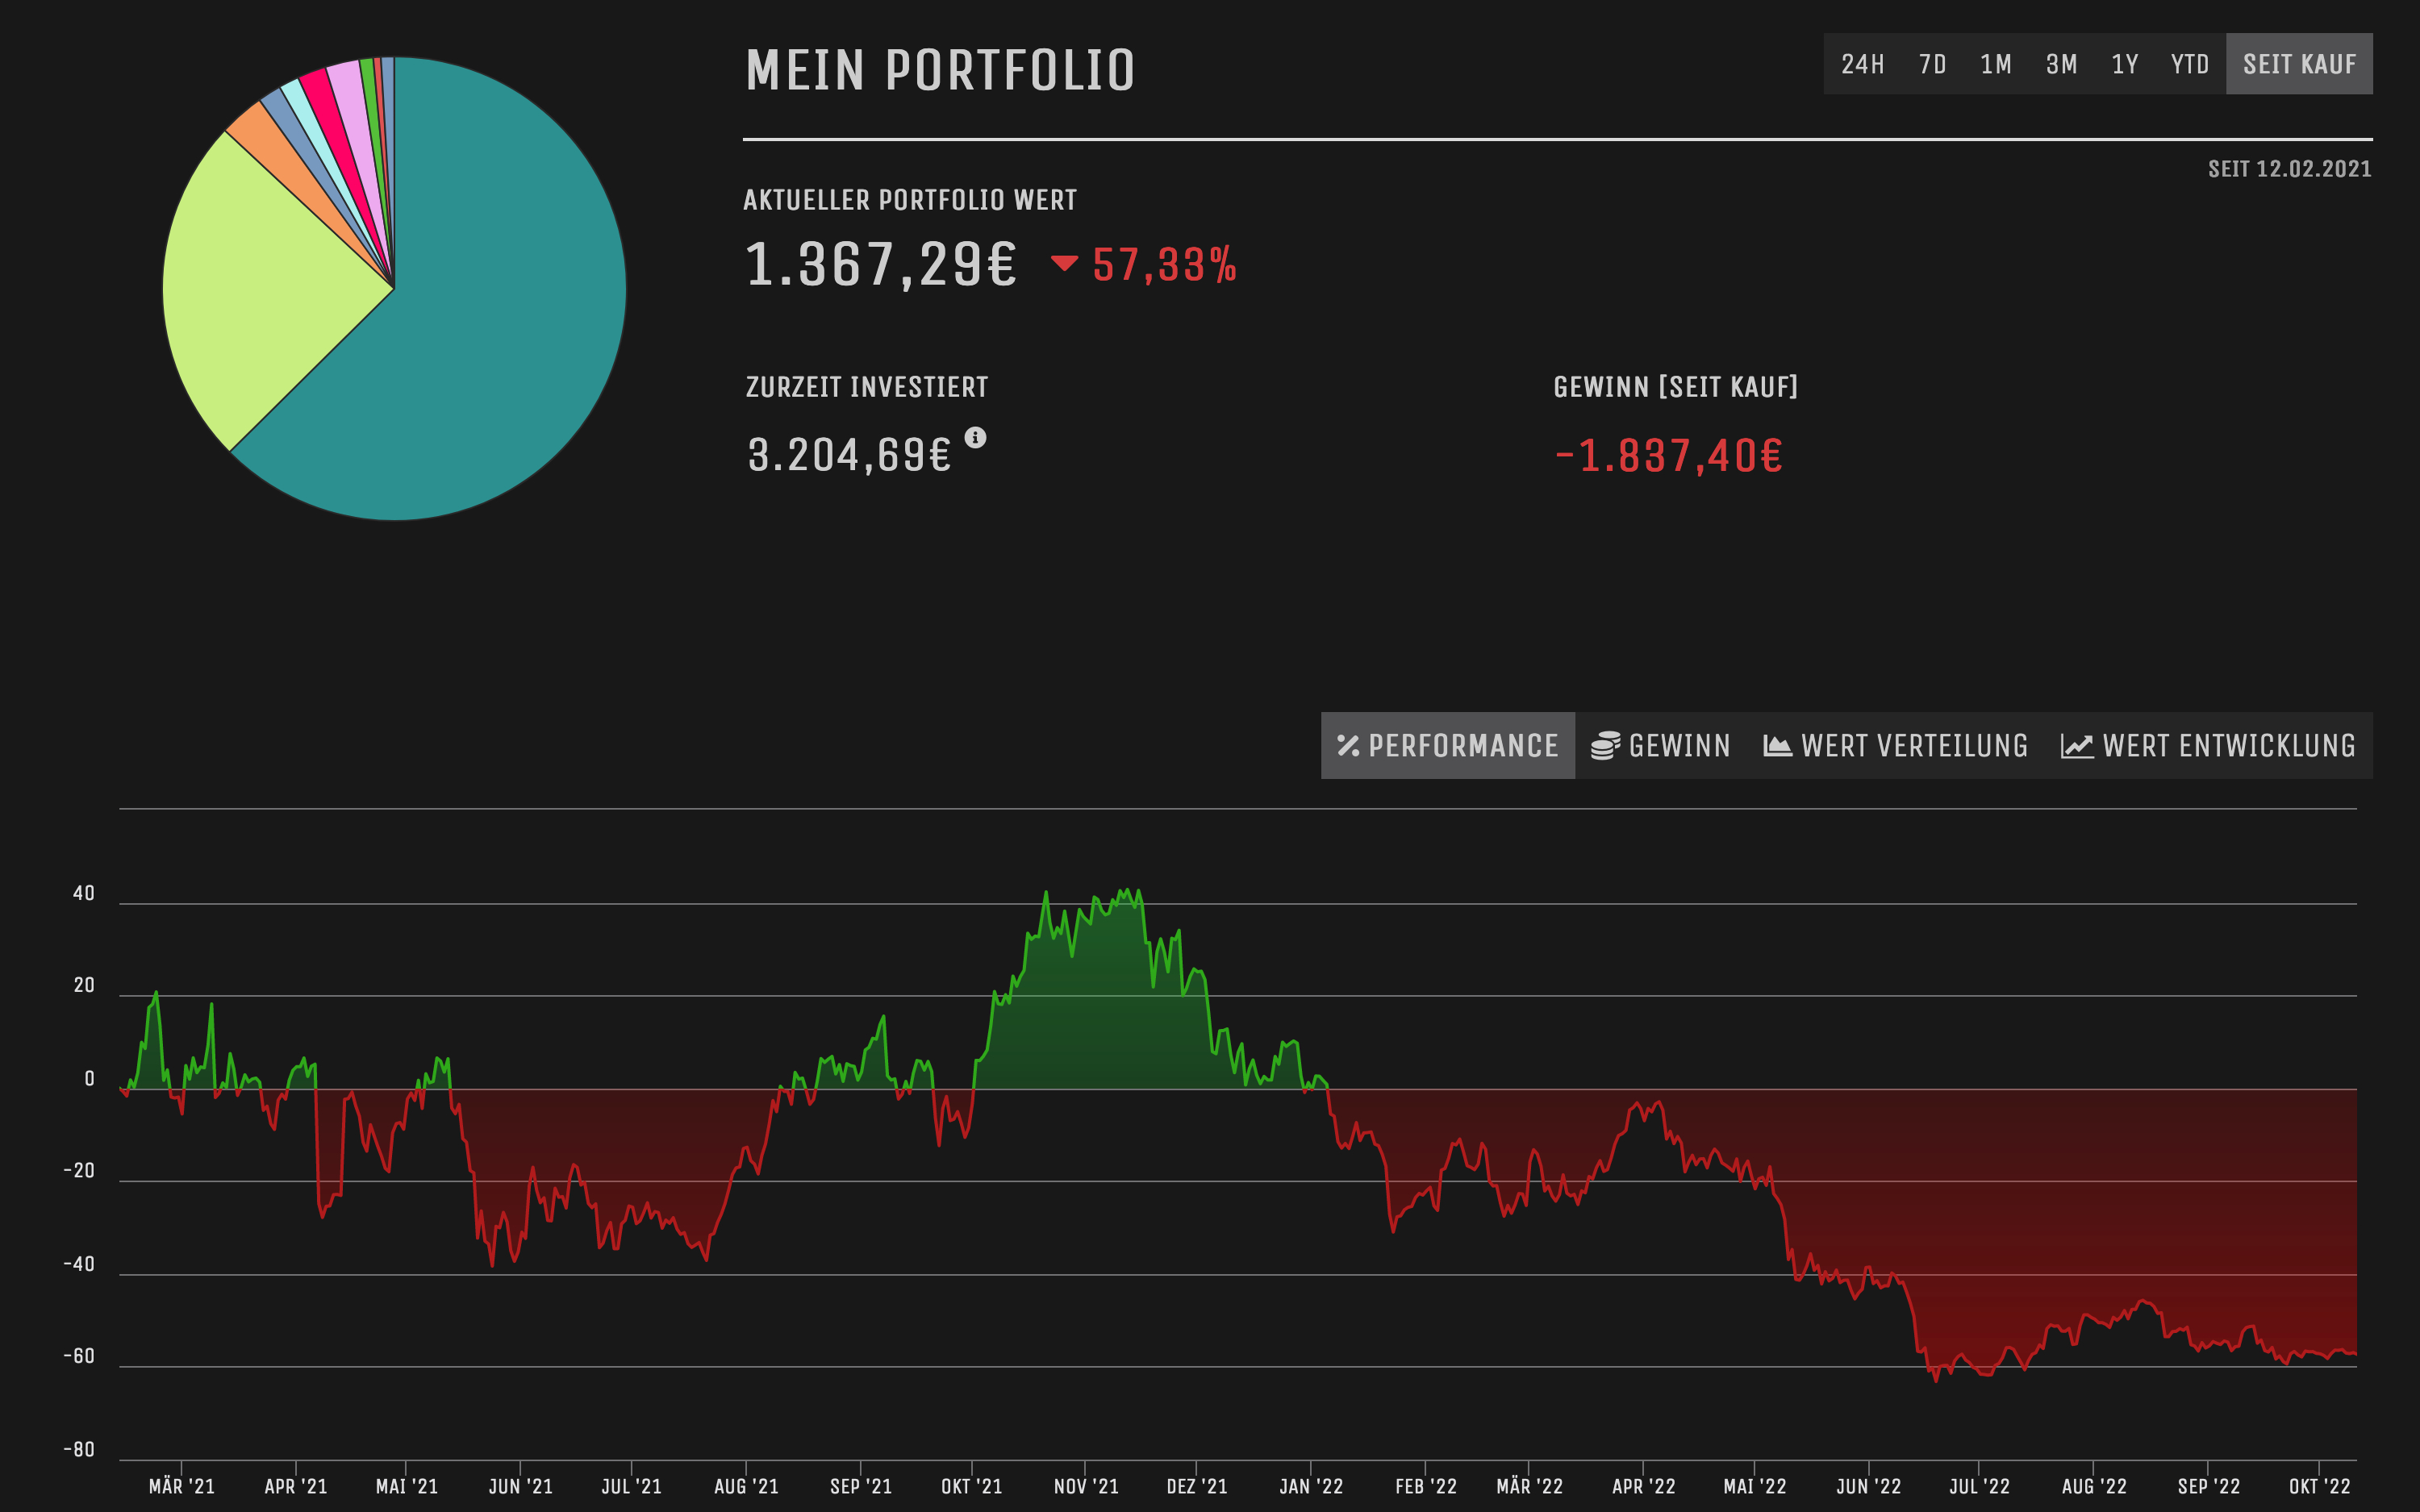 MEIN PORTFOLIO
24H 7D 1M 3M 1Y YTD SEIT KAUF
SEIT 12.02.2021
AKTUELLER PORTFOLIO WERT
1.367,29€ 57,33%
ZURZEIT INVESTIERT
3.204,69€
GEWINN [SEIT KAUF]
-1.837,40€
PERFORMANCE GEWINN WERT VERTEILUNG WERT ENTWICKLUNG
40
20
0
-20
-40
-60
-80
MÄR '21 APR '21 MAI '21 JUN '21 JUL '21 AUG '21 SEP '21 OKT '21 NOV '21 DEZ '21 JAN '22 FEB '22 MÄR '22 APR '22 MAI '22 JUN '22 JUL '22 AUG '22 SEP '22 OKT '22